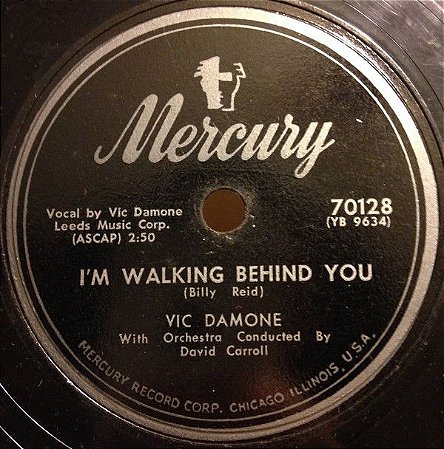 Mercury
Vocal by Vic Damone
Leeds Music Corp.
(ASCAP) 2:50
70128
(YB 9634)
I'M WALKING BEHIND YOU
(Billy Reid)
VIC DAMONE
With Orchestra Conducted By
David Carroll
MERCURY RECORD CORP. CHICAGO ILLINOIS, U.S.A.